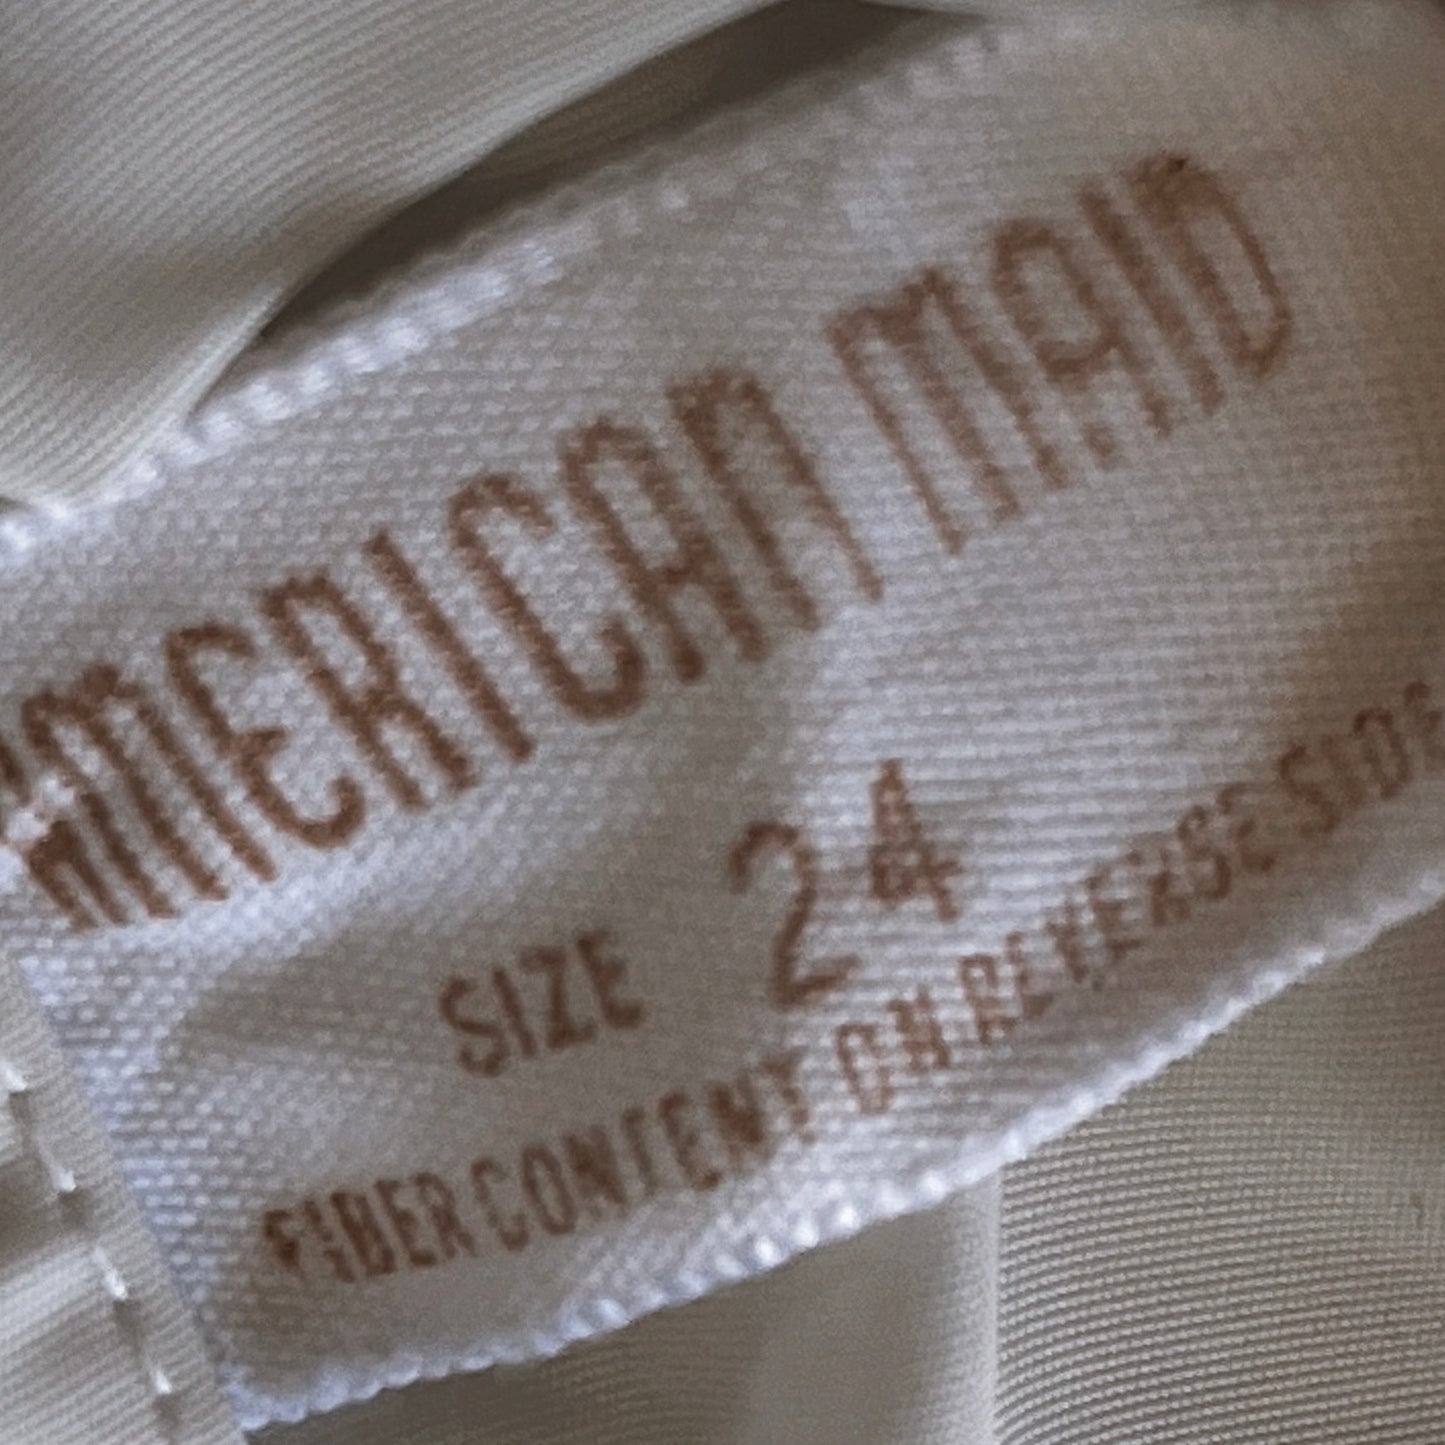 AMERICAN MAID
SIZE 24
FIBER CONTENT ON REVERSE SIDE